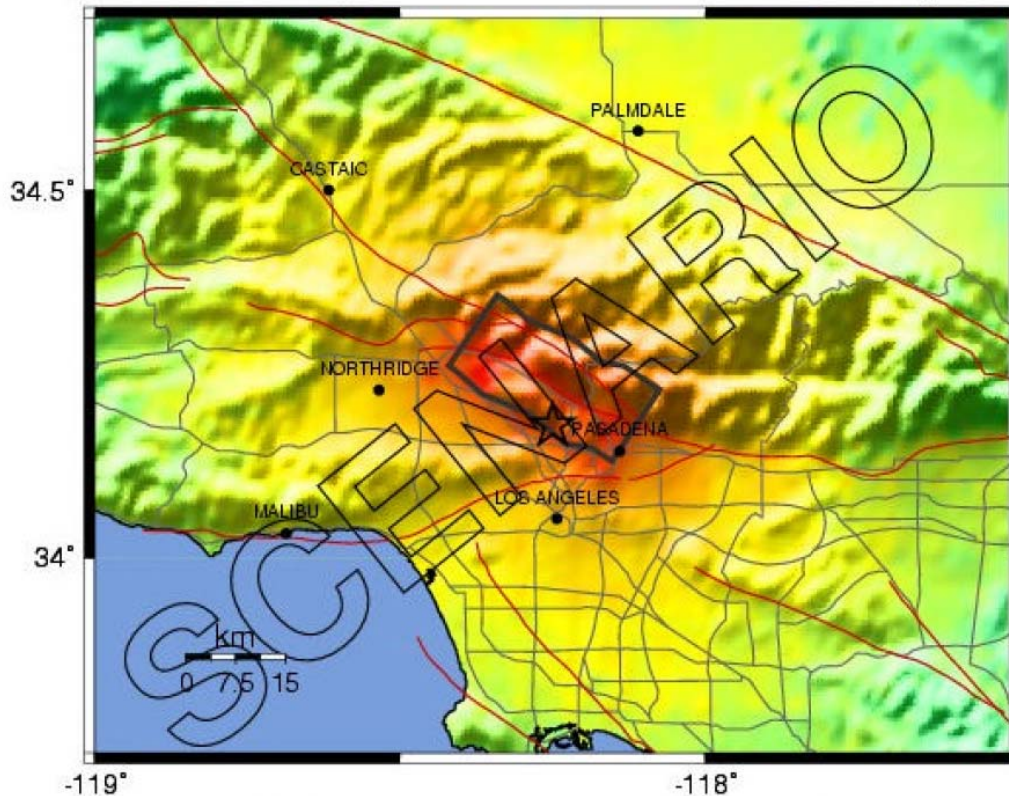 PALMDALE
CASTAIC
34.5°
NORTHRIDGE
PASADENA
LOS ANGELES
MALIBU
34°
SCENARIO
km
0 7.5 15
-119° -118°